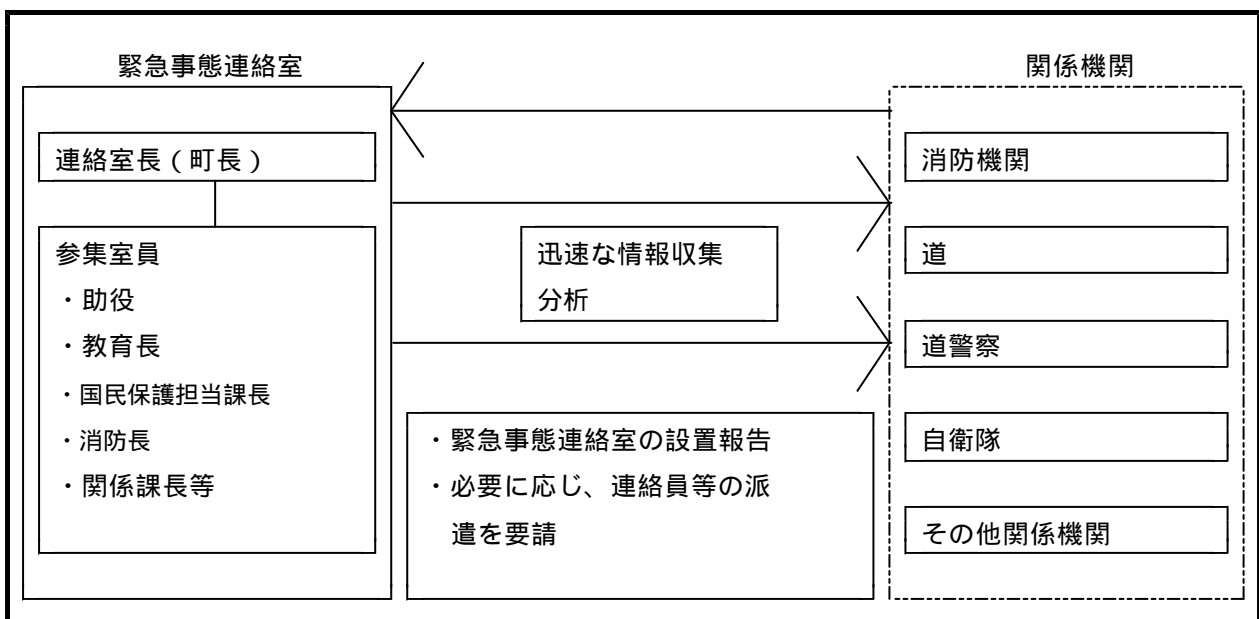 緊急事態連絡室
連絡室長(町長)
参集室員
・助役
・教育長
・国民保護担当課長
・消防長
・関係課長等
迅速な情報収集
分析
・緊急事態連絡室の設置報告
・必要に応じ、連絡員等の派
遣を要請
関係機関
消防機関
道
道警察
自衛隊
その他関係機関